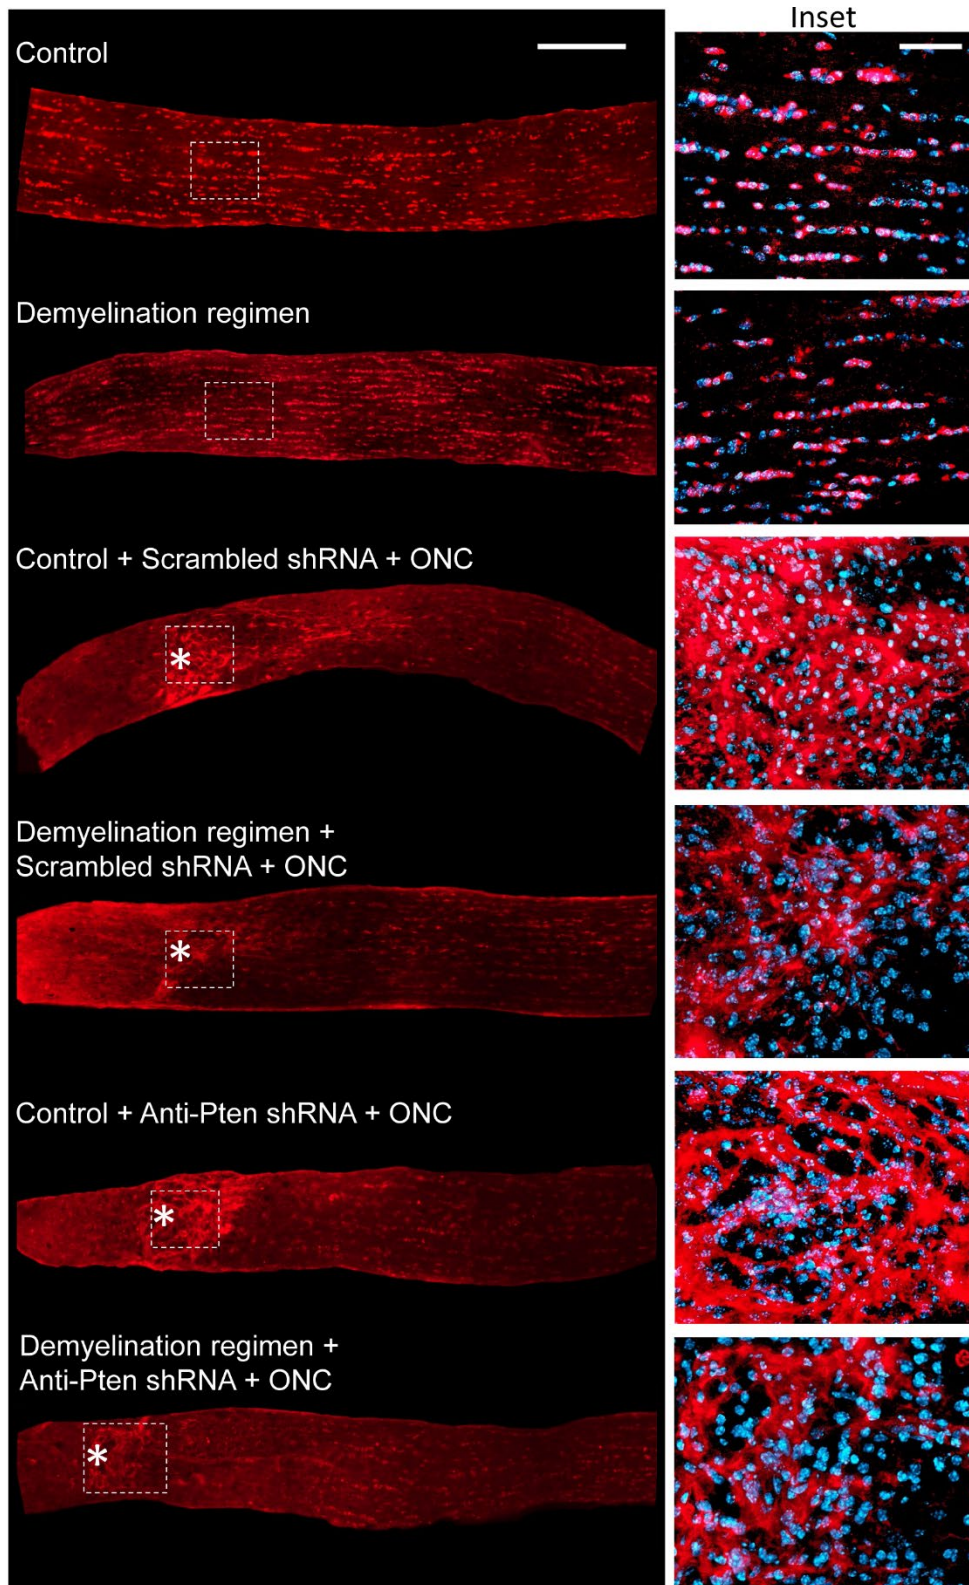 Inset
Control
Demyelination regimen
Control + Scrambled shRNA + ONC
*
Demyelination regimen +
Scrambled shRNA + ONC
*
Control + Anti-Pten shRNA + ONC
*
Demyelination regimen +
Anti-Pten shRNA + ONC
*